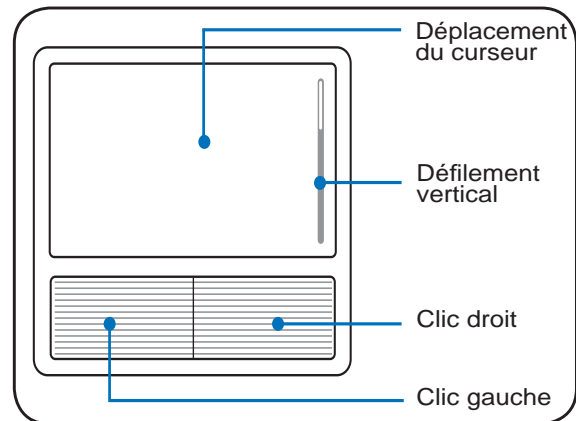 Déplacement
du curseur
Défilement
vertical
Clic droit
Clic gauche